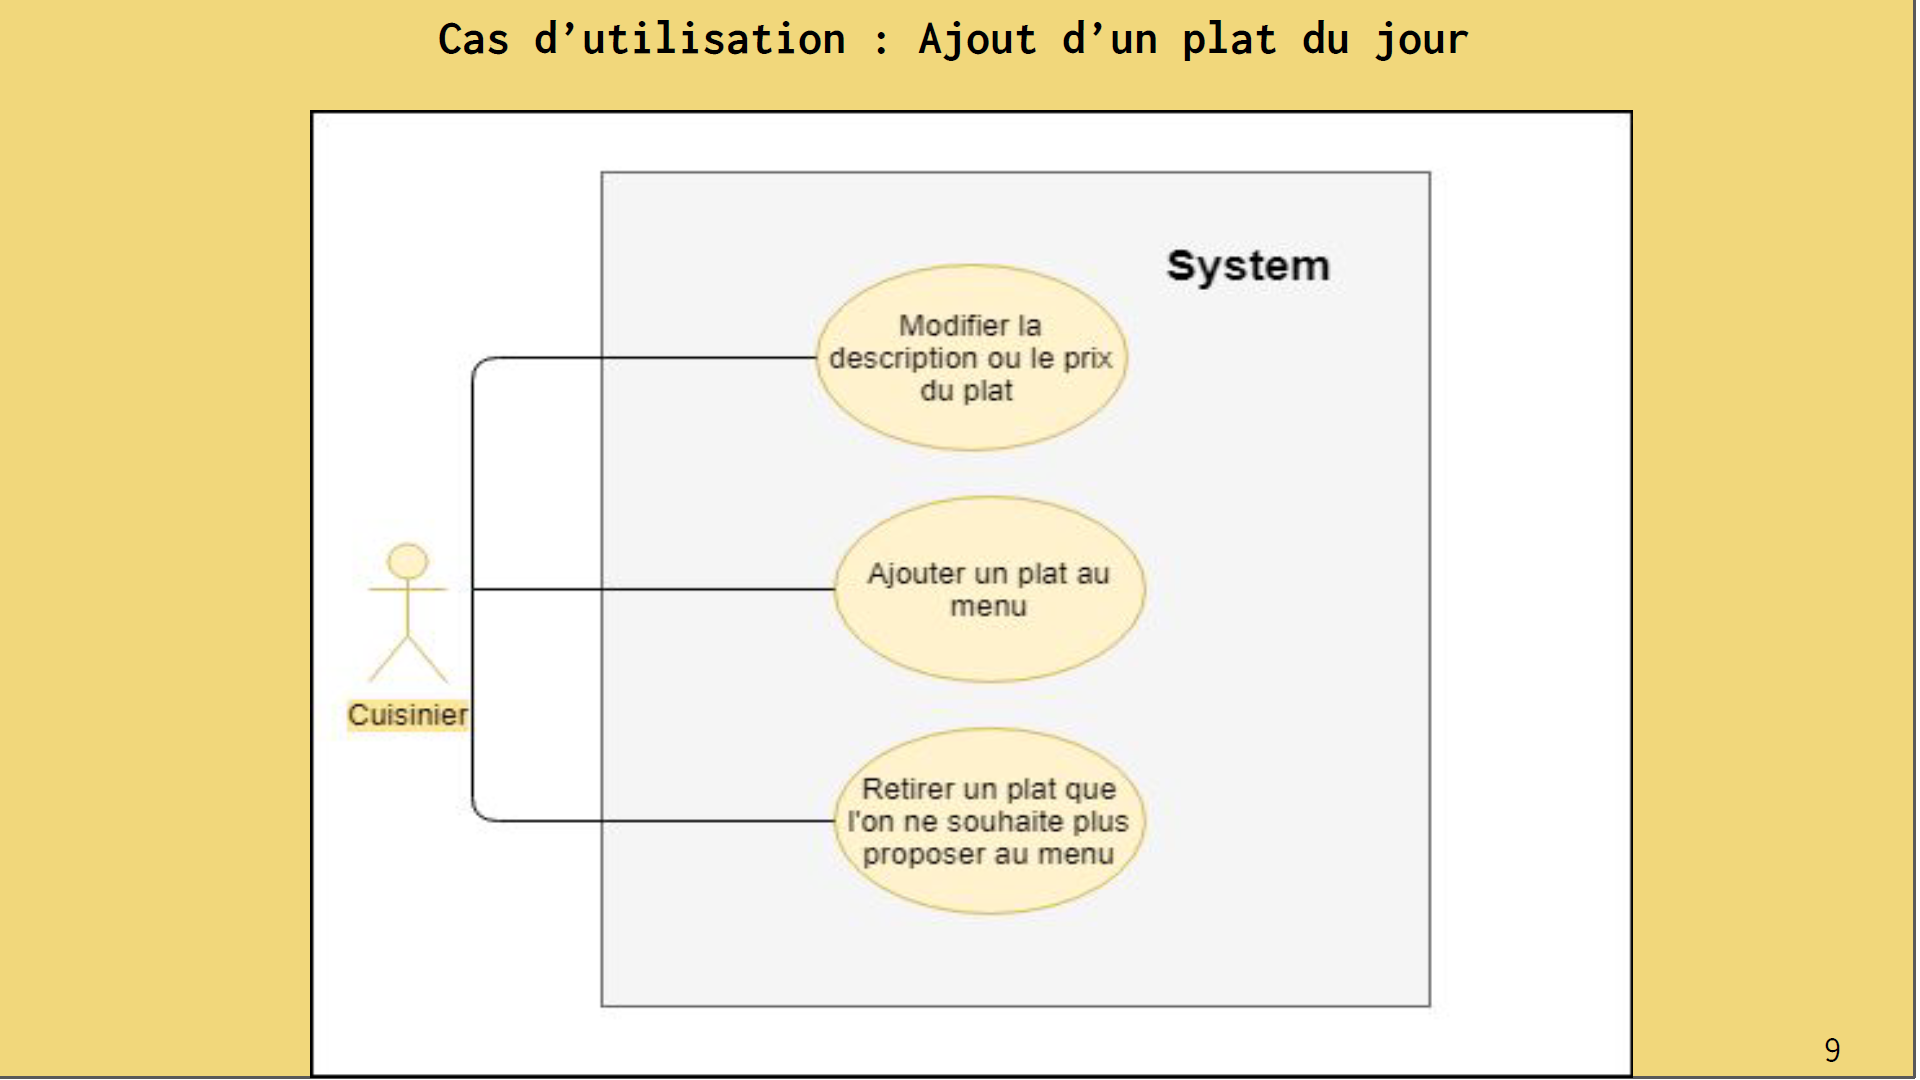 Cas d’utilisation : Ajout d’un plat du jour
System
Modifier la
description ou le prix
du plat
Ajouter un plat au
menu
Cuisinier
Retirer un plat que
l'on ne souhaite plus
proposer au menu
9